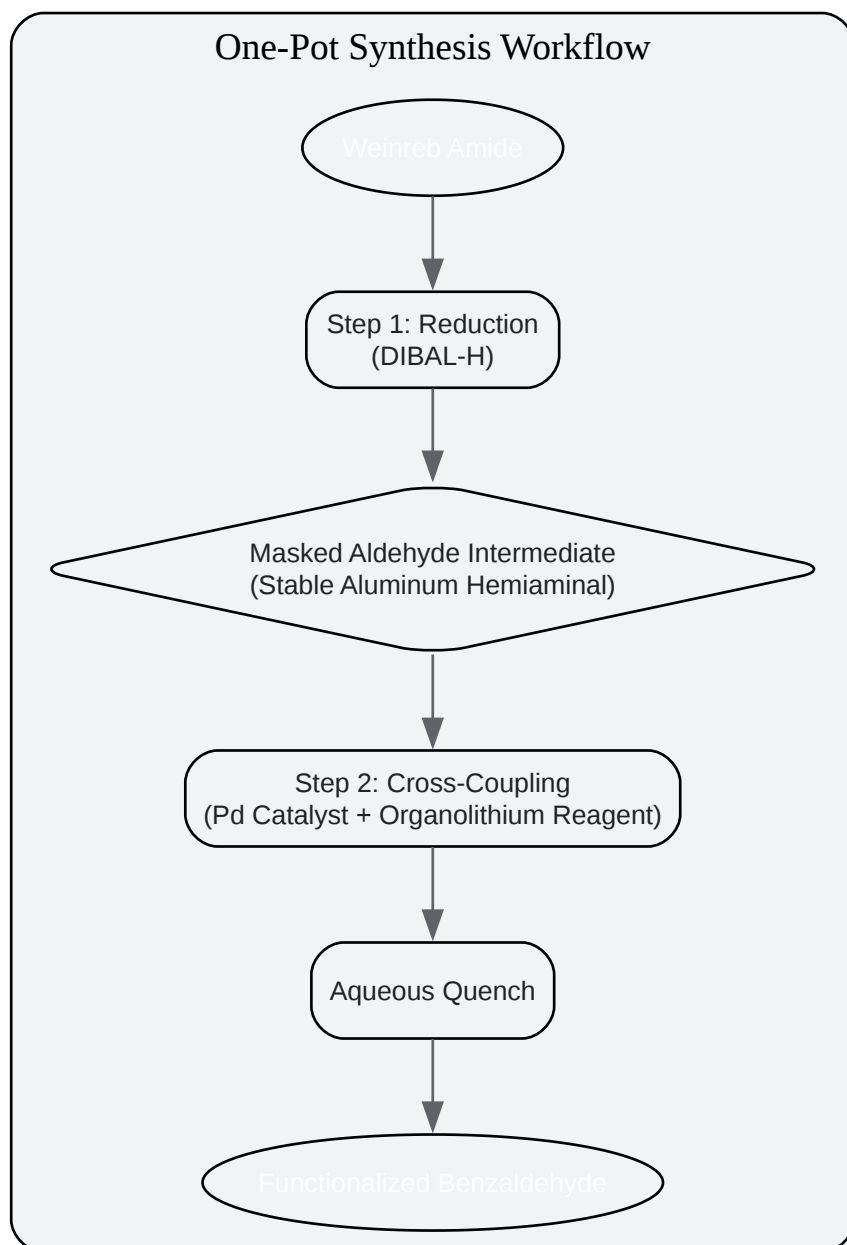 One-Pot Synthesis Workflow
Weinreb Amide
Step 1: Reduction
(DIBAL-H)
Masked Aldehyde Intermediate
(Stable Aluminum Hemiaminal)
Step 2: Cross-Coupling
(Pd Catalyst + Organolithium Reagent)
Aqueous Quench
Functionalized Benzaldehyde